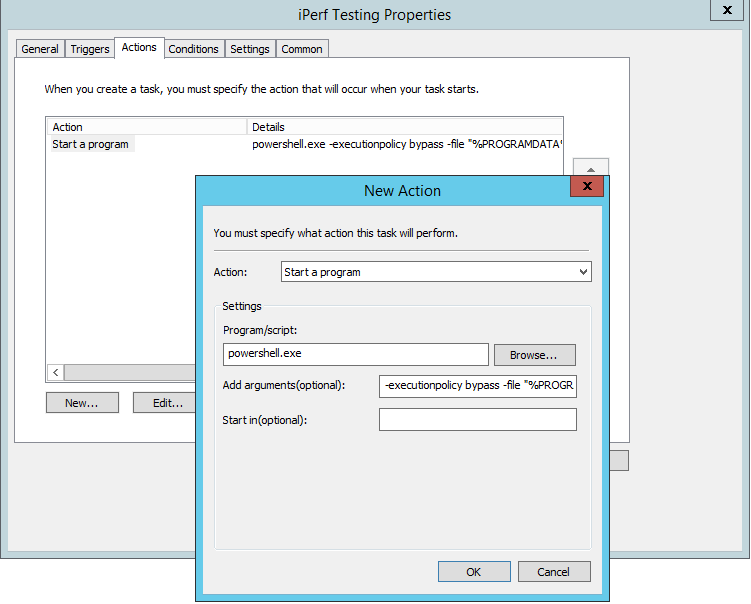 iPerf Testing Properties
x
General Triggers Actions Conditions Settings Common
When you create a task, you must specify the action that will occur when your task starts.
Action Details
Start a program powershell.exe -executionpolicy bypass -file "%PROGRAMDATA'
New Action
x
You must specify what action this task will perform.
Action: Start a program
Settings
Program/script:
powershell.exe Browse...
Add arguments(optional): -executionpolicy bypass -file "%PROGR
Start in(optional):
New... Edit...
OK Cancel